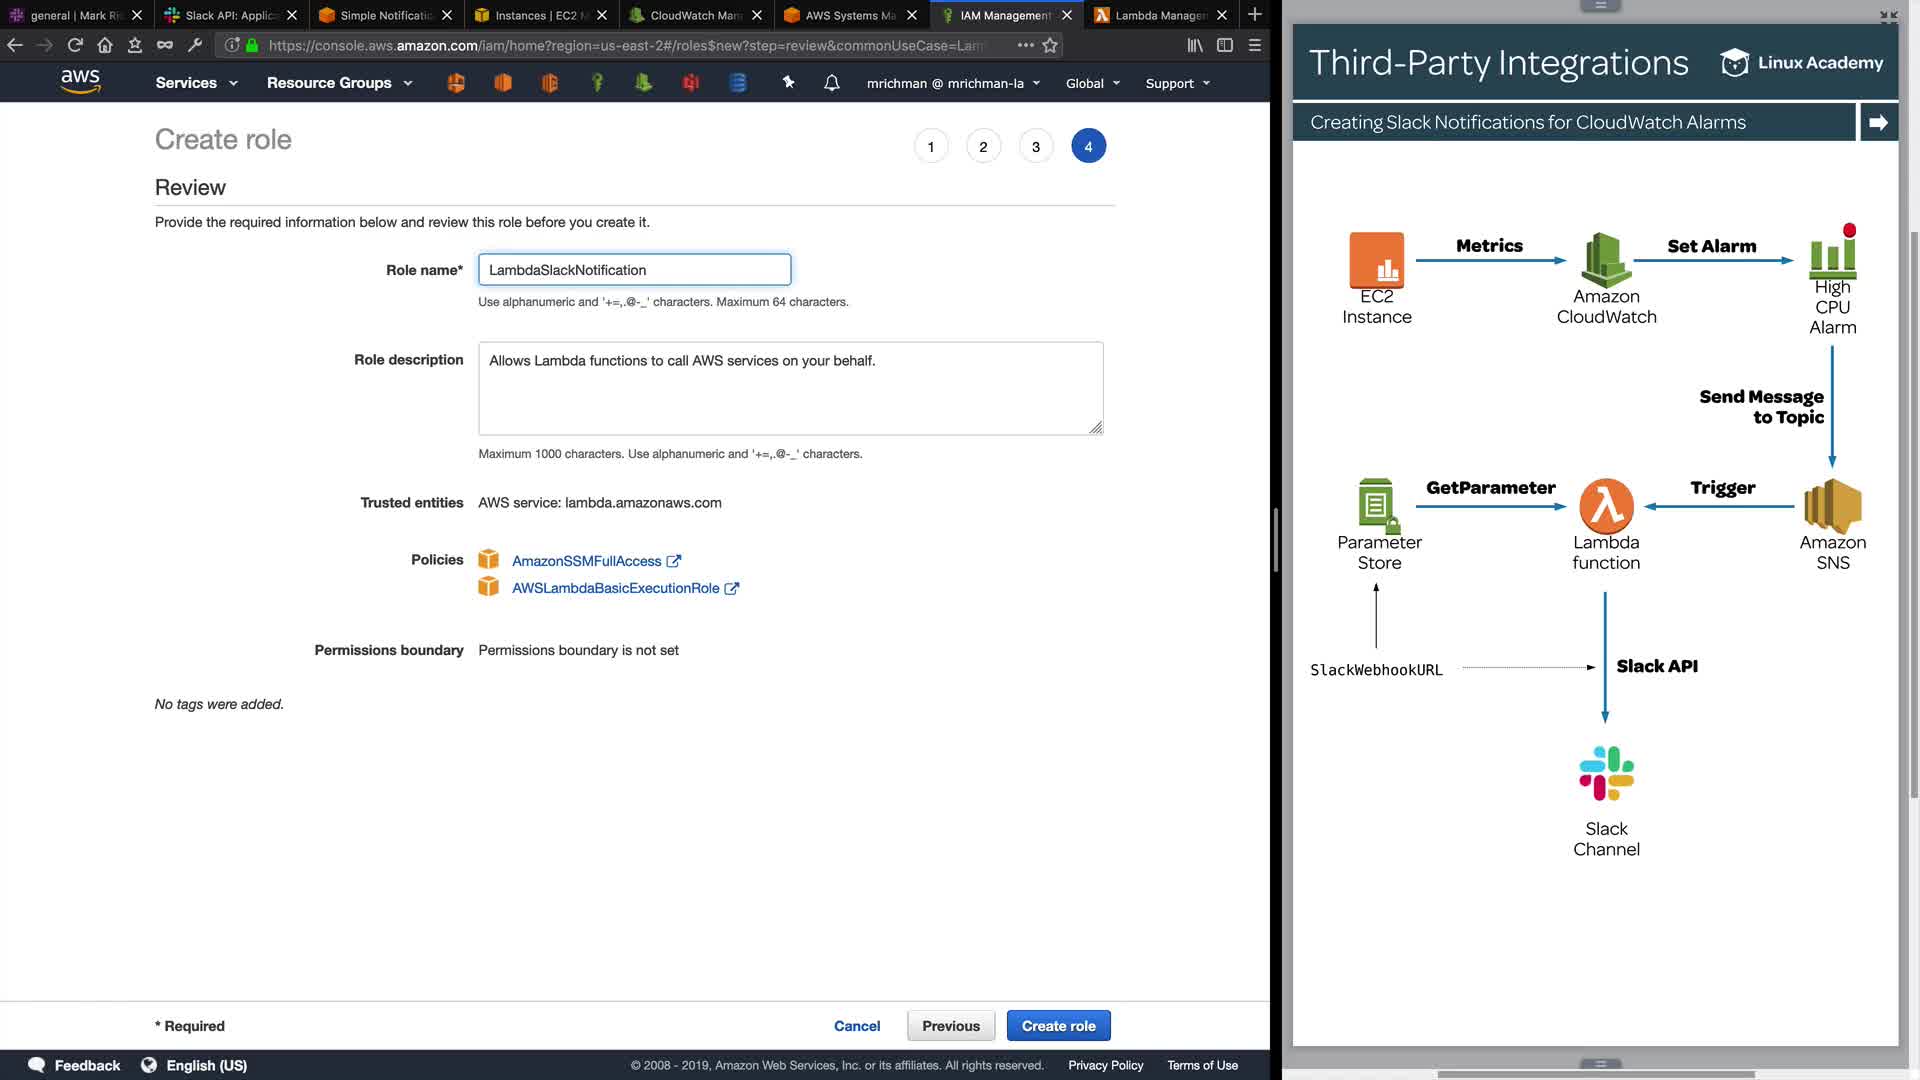 general | Mark Ri
Slack API: Applica
Simple Notificatio
Instances | EC2 M
CloudWatch Man
AWS Systems Ma
IAM Management
Lambda Managem
https://console.aws.amazon.com/iam/home?region=us-east-2#/roles$new?step=review&commonUseCase=Lam
aws
Services
Resource Groups
mrichman @ mrichman-la
Global
Support
Create role
1
2
3
4
Review
Provide the required information below and review this role before you create it.
Role name*
LambdaSlackNotification
Use alphanumeric and '+=,.@-_' characters. Maximum 64 characters.
Role description
Allows Lambda functions to call AWS services on your behalf.
Maximum 1000 characters. Use alphanumeric and '+=,.@-_' characters.
Trusted entities
AWS service: lambda.amazonaws.com
Policies
AmazonSSMFullAccess
AWSLambdaBasicExecutionRole
Permissions boundary
Permissions boundary is not set
No tags were added.
* Required
Cancel
Previous
Create role
Feedback
English (US)
© 2008 - 2019, Amazon Web Services, Inc. or its affiliates. All rights reserved.
Privacy Policy
Terms of Use
Third-Party Integrations
Linux Academy
Creating Slack Notifications for CloudWatch Alarms
Metrics
Set Alarm
EC2
Instance
Amazon
CloudWatch
High
CPU
Alarm
Send Message
to Topic
GetParameter
Trigger
Parameter
Store
Lambda
function
Amazon
SNS
SlackWebhookURL
Slack API
Slack
Channel